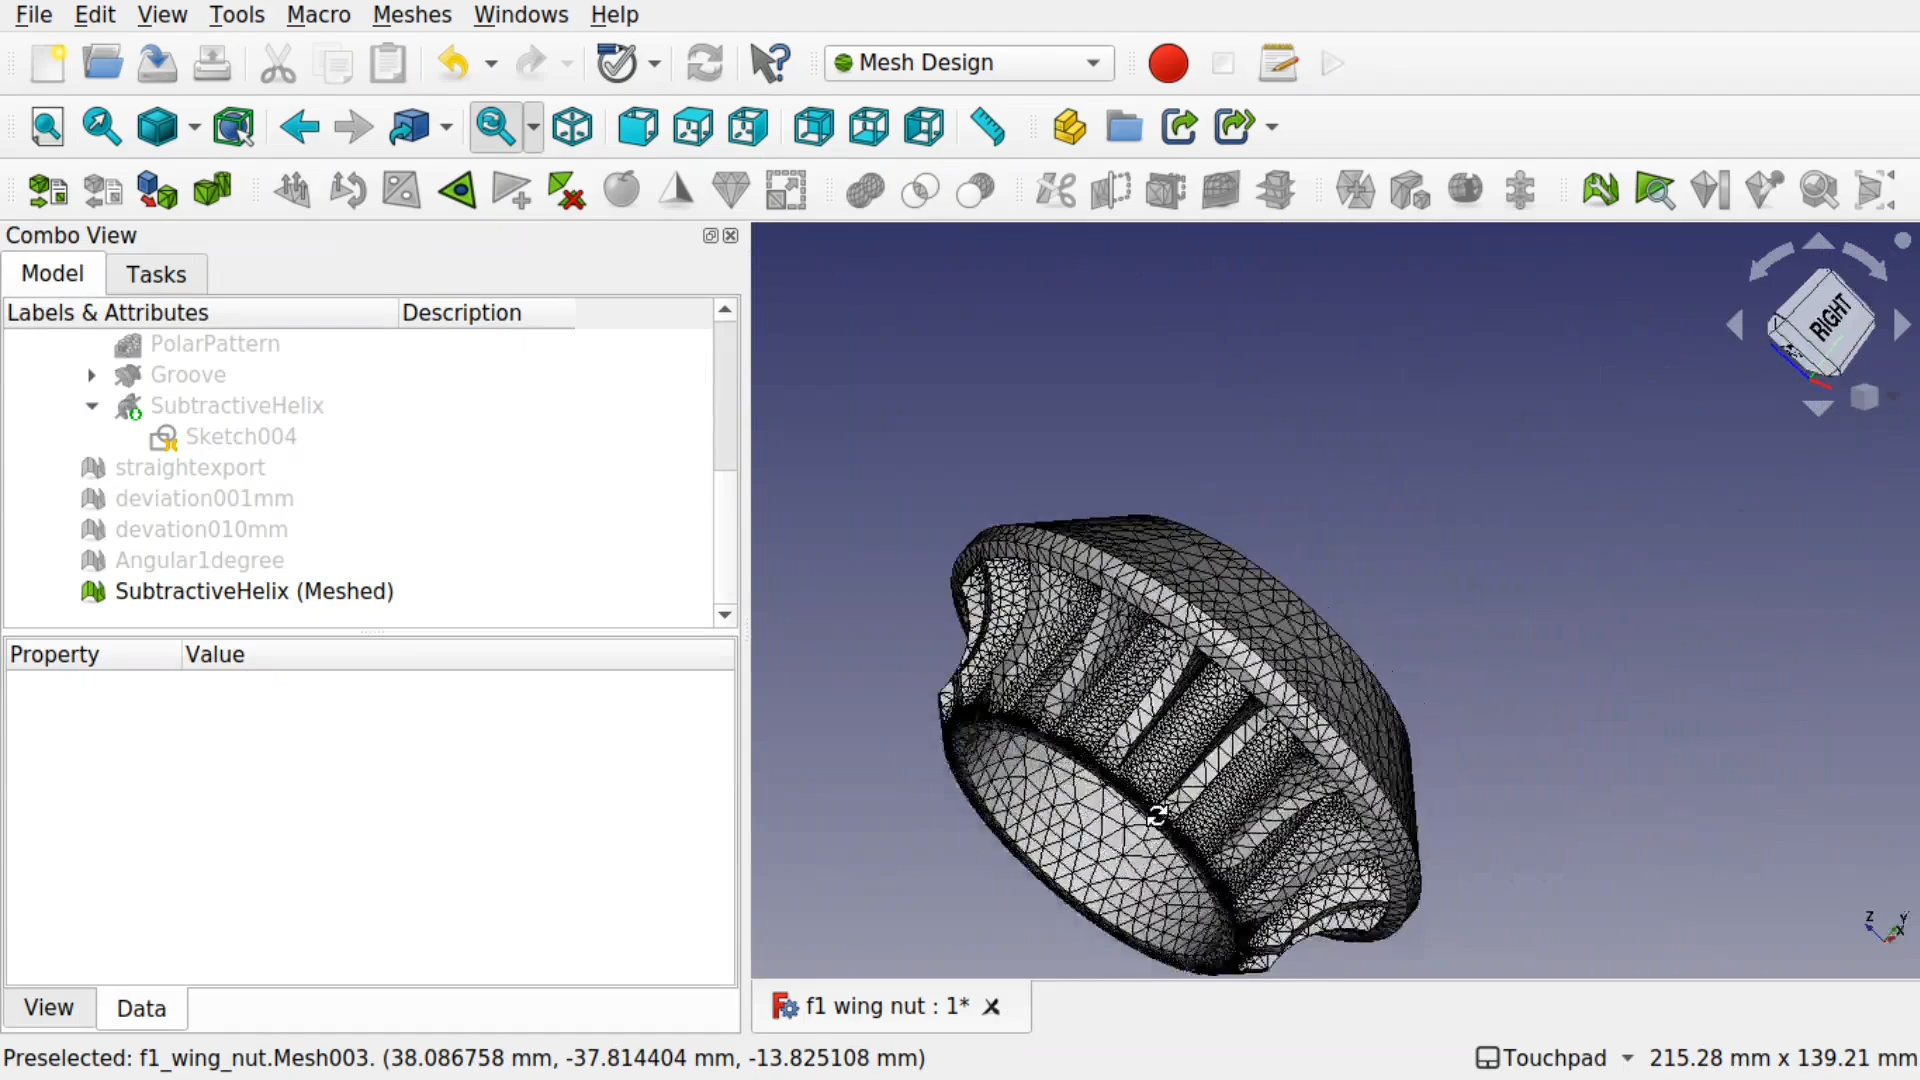 File Edit View Tools Macro Meshes Windows Help
Mesh Design
Combo View
Model Tasks
Labels & Attributes Description
PolarPattern
Groove
SubtractiveHelix
Sketch004
straightexport
deviation001mm
devation010mm
Angular1degree
SubtractiveHelix (Meshed)
Property Value
RIGHT
Z Y X
View Data
f1 wing nut : 1*
Preselected: f1_wing_nut.Mesh003. (38.086758 mm, -37.814404 mm, -13.825108 mm)
Touchpad 215.28 mm x 139.21 mm